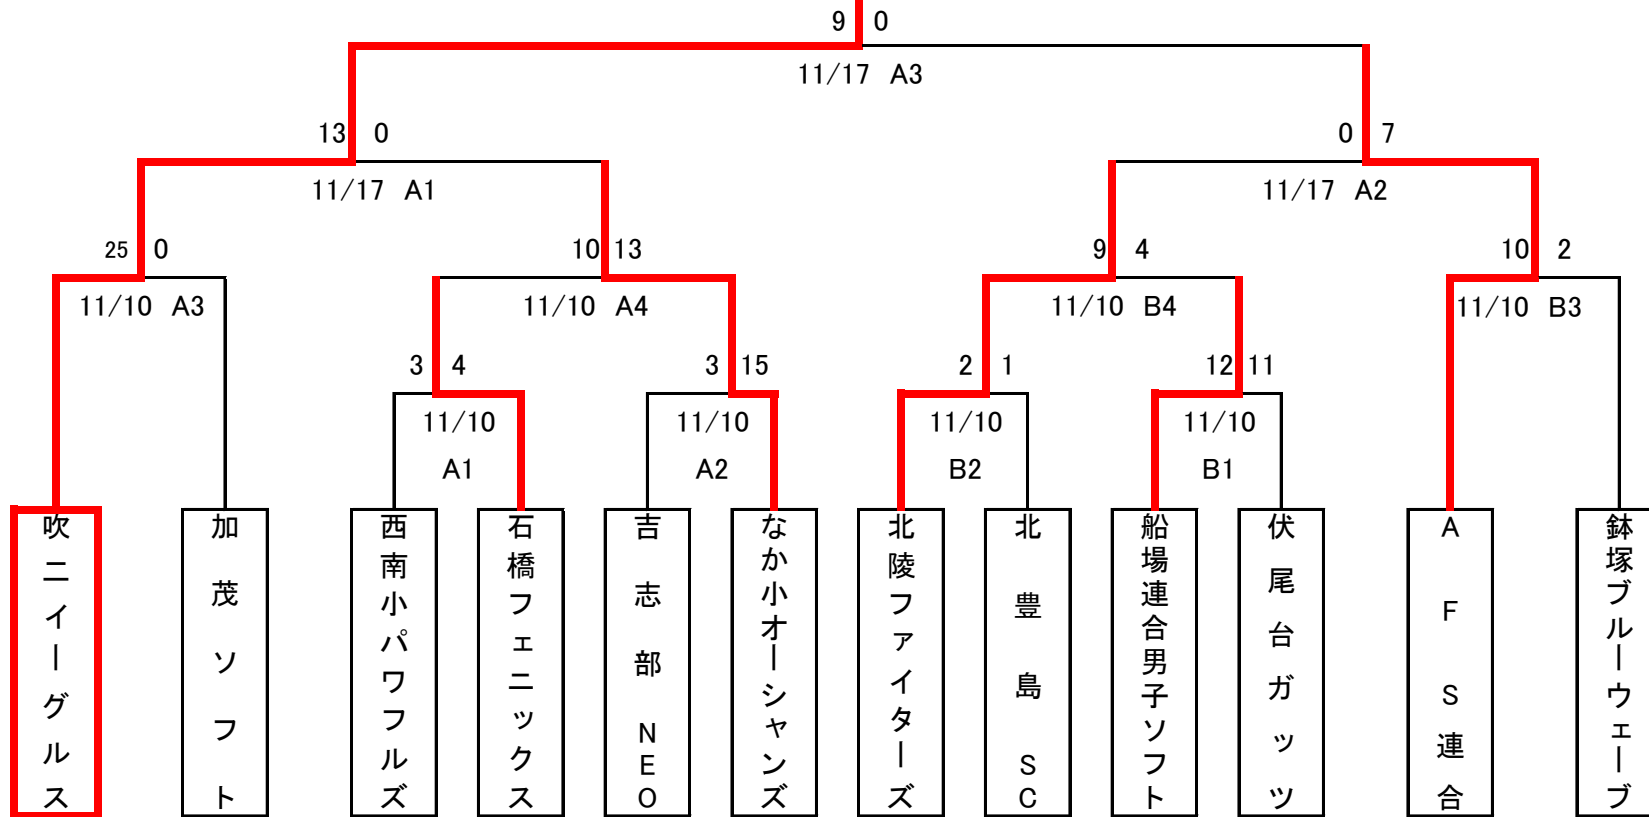 9 0
11/17 A3
13 0
0 7
11/17 A1
11/17 A2
25 0
10 13
9 4
10 2
11/10 A3
11/10 A4
11/10 B4
11/10 B3
3 4
3 15
2 1
12 11
11/10
A1
11/10
A2
11/10
B2
11/10
B1
吹二イーグルス
加茂ソフト
西南小パワフルズ
石橋フェニックス
吉志部NEO
なか小オーシャンズ
北陵ファイターズ
北豊島SC
船場連合男子ソフト
伏尾台ガッツ
AFS連合
鉢塚ブルーウェーブ